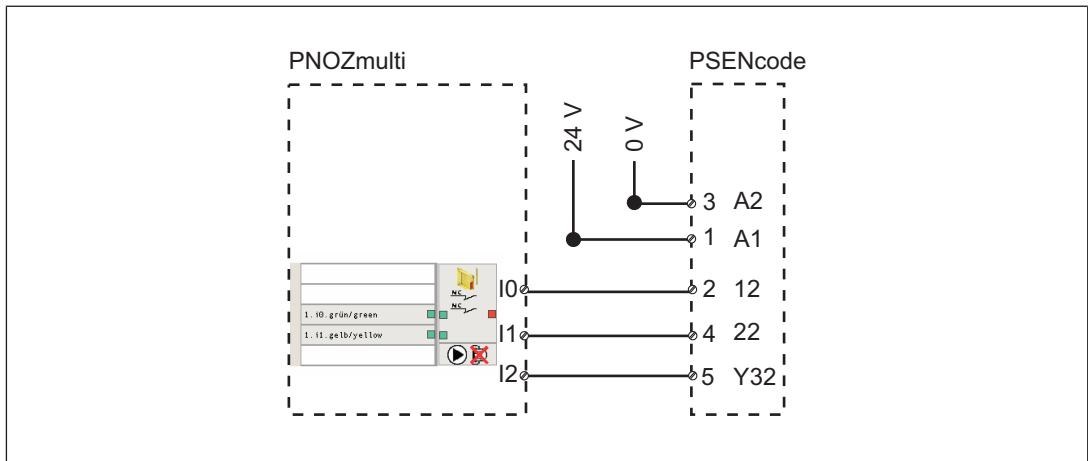 PNOZmulti
PSENcode
24 V
0 V
3 A2
1 A1
I0
2 12
NC
NC
1.i0.grün/green
1.i1.gelb/yellow
I1
4 22
I2
5 Y32